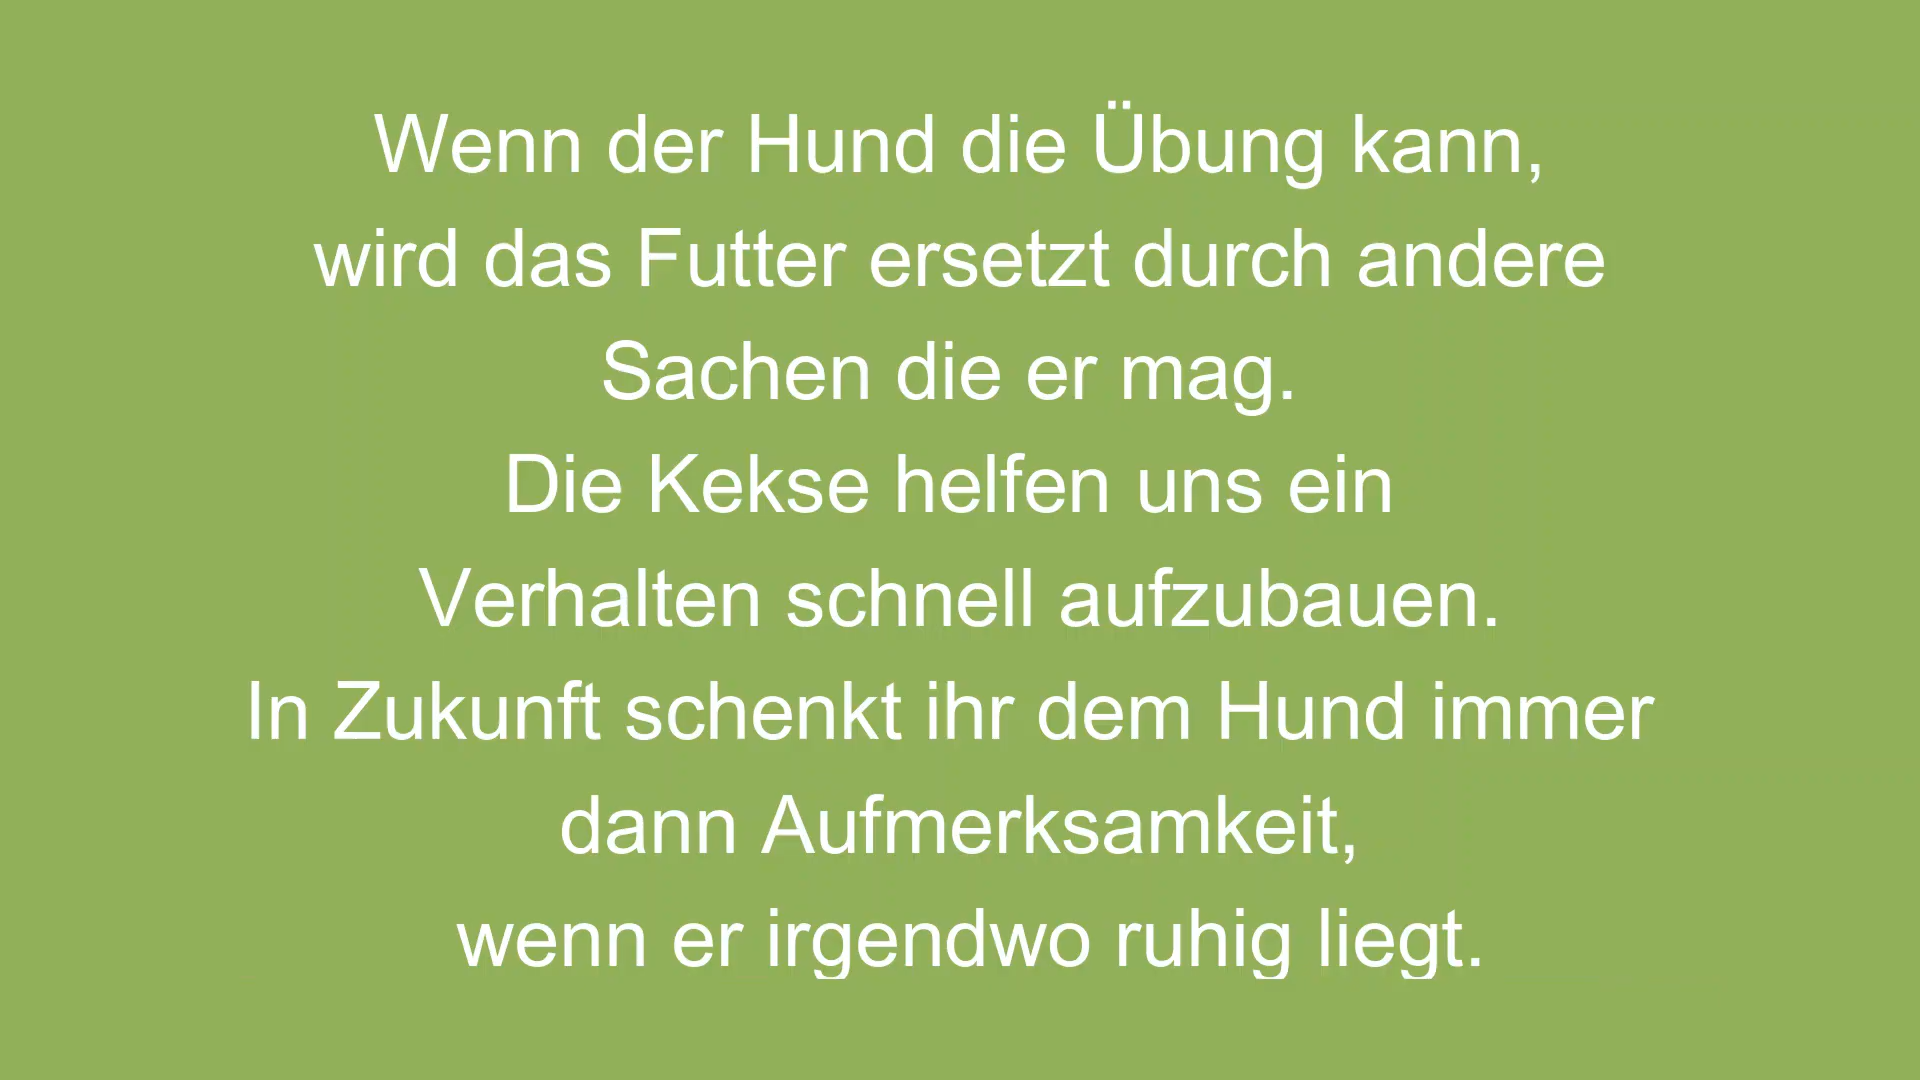 Wenn der Hund die Übung kann,
wird das Futter ersetzt durch andere
Sachen die er mag.
Die Kekse helfen uns ein
Verhalten schnell aufzubauen.
In Zukunft schenkt ihr dem Hund immer
dann Aufmerksamkeit,
wenn er irgendwo ruhig liegt.